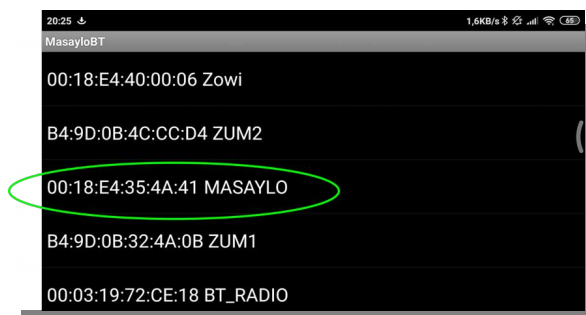 20:25 1,6KB/s 65
MasayloBT
00:18:E4:40:00:06 Zowi
B4:9D:0B:4C:CC:D4 ZUM2
00:18:E4:35:4A:41 MASAYLO
B4:9D:0B:32:4A:0B ZUM1
00:03:19:72:CE:18 BT_RADIO